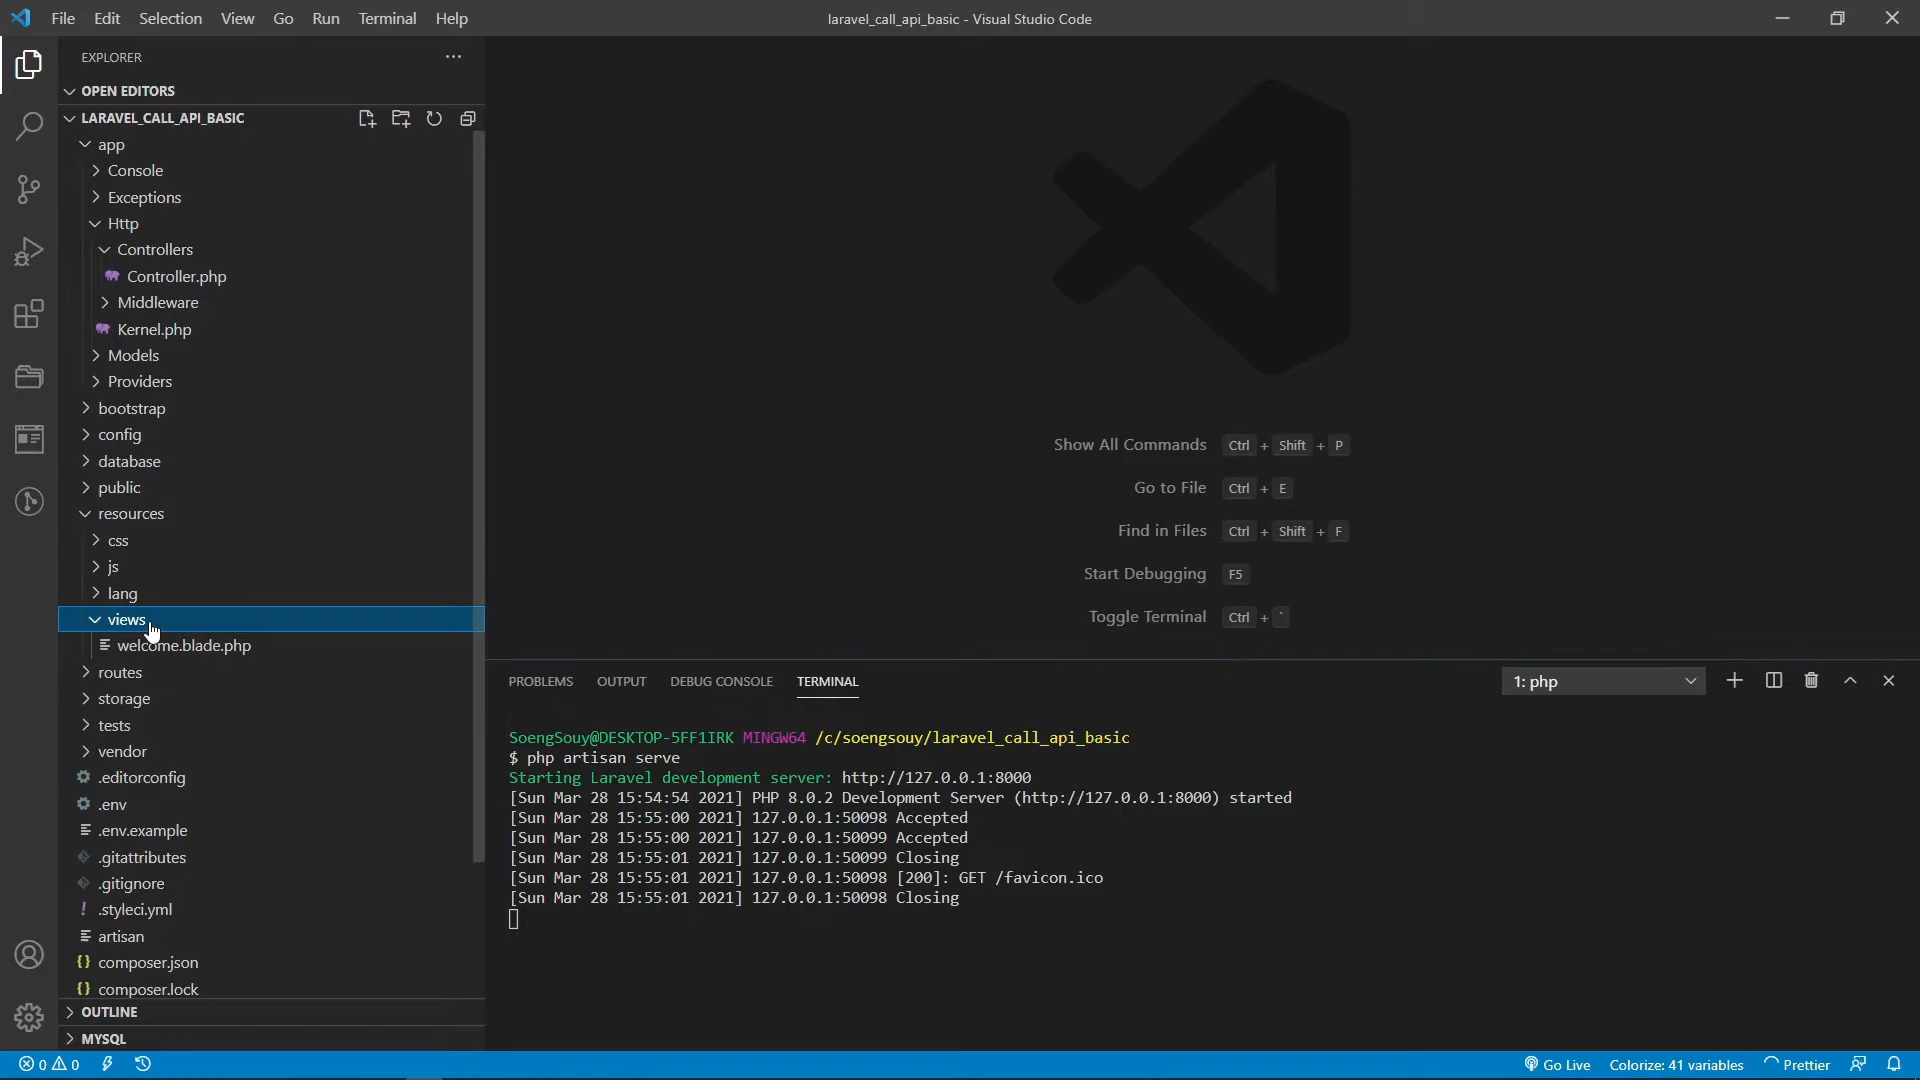 File Edit Selection View Go Run Terminal Help
laravel_call_api_basic - Visual Studio Code
EXPLORER
OPEN EDITORS
LARAVEL_CALL_API_BASIC
app
Console
Exceptions
Http
Controllers
Controller.php
Middleware
Kernel.php
Models
Providers
bootstrap
config
database
public
resources
css
js
lang
views
welcome.blade.php
routes
storage
tests
vendor
.editorconfig
.env
.env.example
.gitattributes
.gitignore
.styleci.yml
artisan
composer.json
composer.lock
OUTLINE
MYSQL
Show All Commands Ctrl + Shift + P
Go to File Ctrl + E
Find in Files Ctrl + Shift + F
Start Debugging F5
Toggle Terminal Ctrl + `
PROBLEMS OUTPUT DEBUG CONSOLE TERMINAL
1: php
SoengSouy@DESKTOP-5FF1IRK MINGW64 /c/soengsouy/laravel_call_api_basic
$ php artisan serve
Starting Laravel development server: http://127.0.0.1:8000
[Sun Mar 28 15:54:54 2021] PHP 8.0.2 Development Server (http://127.0.0.1:8000) started
[Sun Mar 28 15:55:00 2021] 127.0.0.1:50098 Accepted
[Sun Mar 28 15:55:00 2021] 127.0.0.1:50099 Accepted
[Sun Mar 28 15:55:01 2021] 127.0.0.1:50099 Closing
[Sun Mar 28 15:55:01 2021] 127.0.0.1:50098 [200]: GET /favicon.ico
[Sun Mar 28 15:55:01 2021] 127.0.0.1:50098 Closing
0 0
Go Live Colorize: 41 variables Prettier